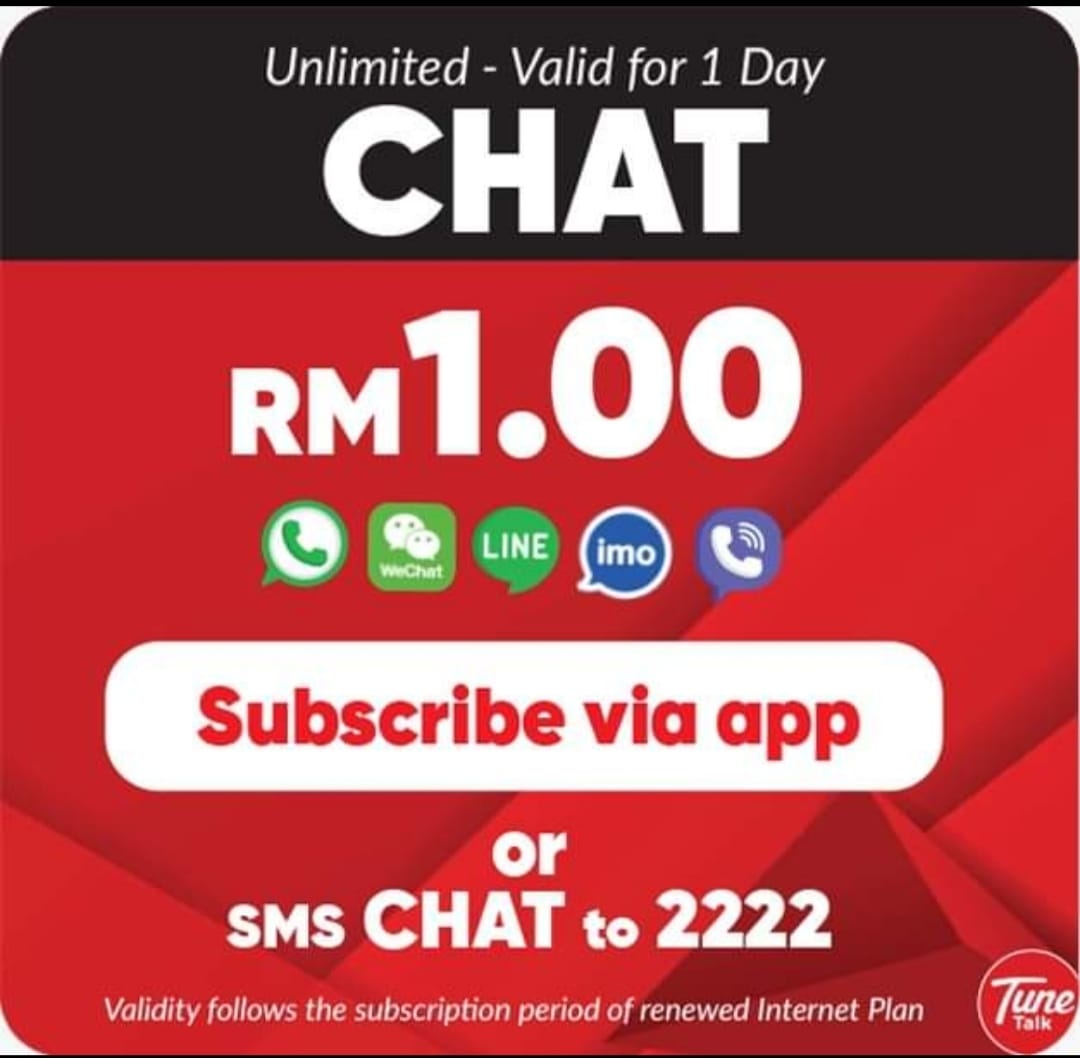 Unlimited - Valid for 1 Day
CHAT
RM1.00
WeChat
LINE
imo
Subscribe via app
or
SMS CHAT to 2222
Validity follows the subscription period of renewed Internet Plan
Tune
Talk